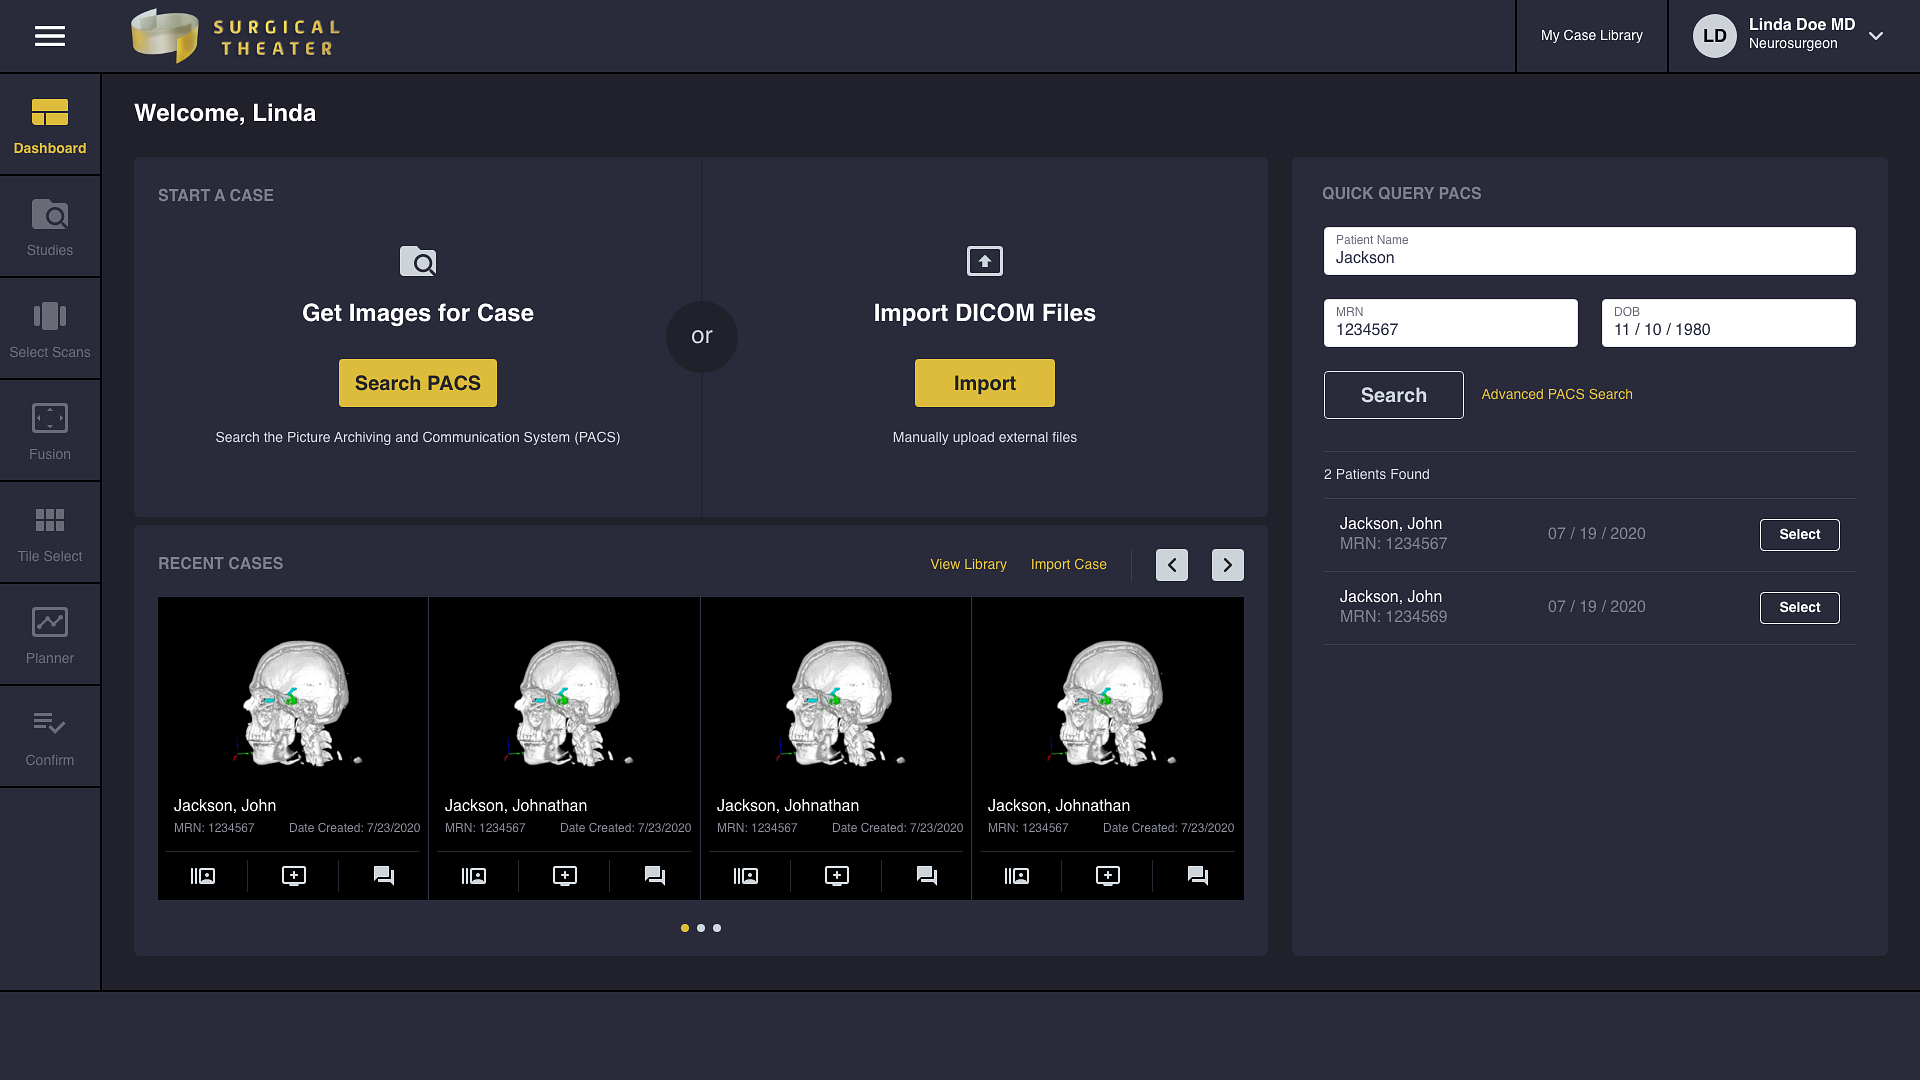 SURGICAL
THEATER
My Case Library
LD
Linda Doe MD
Neurosurgeon
Dashboard
Studies
Select Scans
Fusion
Tile Select
Planner
Confirm
Welcome, Linda
START A CASE
Get Images for Case
Search PACS
Search the Picture Archiving and Communication System (PACS)
or
Import DICOM Files
Import
Manually upload external files
RECENT CASES
View Library
Import Case
Jackson, John
MRN: 1234567 Date Created: 7/23/2020
Jackson, Johnathan
MRN: 1234567 Date Created: 7/23/2020
Jackson, Johnathan
MRN: 1234567 Date Created: 7/23/2020
Jackson, Johnathan
MRN: 1234567 Date Created: 7/23/2020
QUICK QUERY PACS
Patient Name
Jackson
MRN
1234567
DOB
11 / 10 / 1980
Search
Advanced PACS Search
2 Patients Found
Jackson, John
MRN: 1234567
07 / 19 / 2020
Select
Jackson, John
MRN: 1234569
07 / 19 / 2020
Select